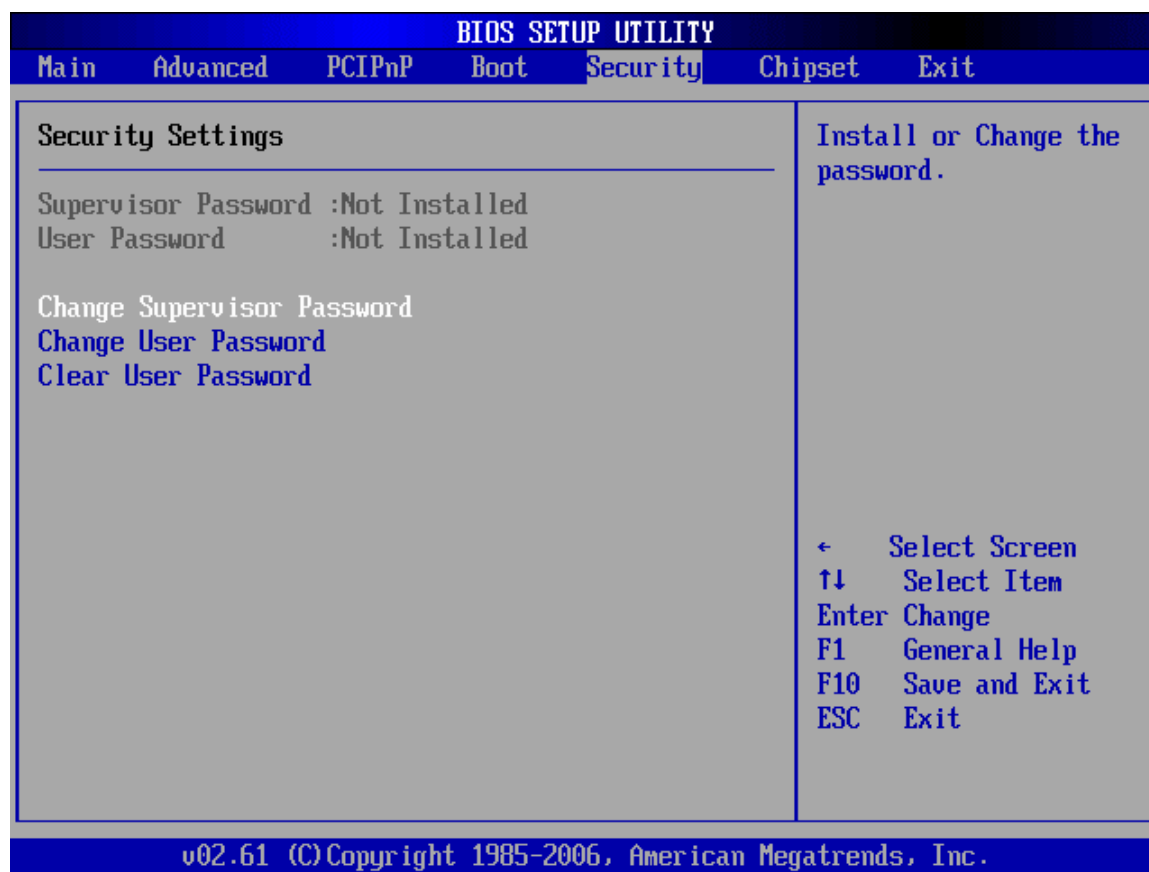 BIOS SETUP UTILITY
Main Advanced PCIPnP Boot Security Chipset Exit
Security Settings
Supervisor Password :Not Installed
User Password :Not Installed
Change Supervisor Password
Change User Password
Clear User Password
Install or Change the
password.
← Select Screen
↑↓ Select Item
Enter Change
F1 General Help
F10 Save and Exit
ESC Exit
v02.61 (C)Copyright 1985-2006, American Megatrends, Inc.